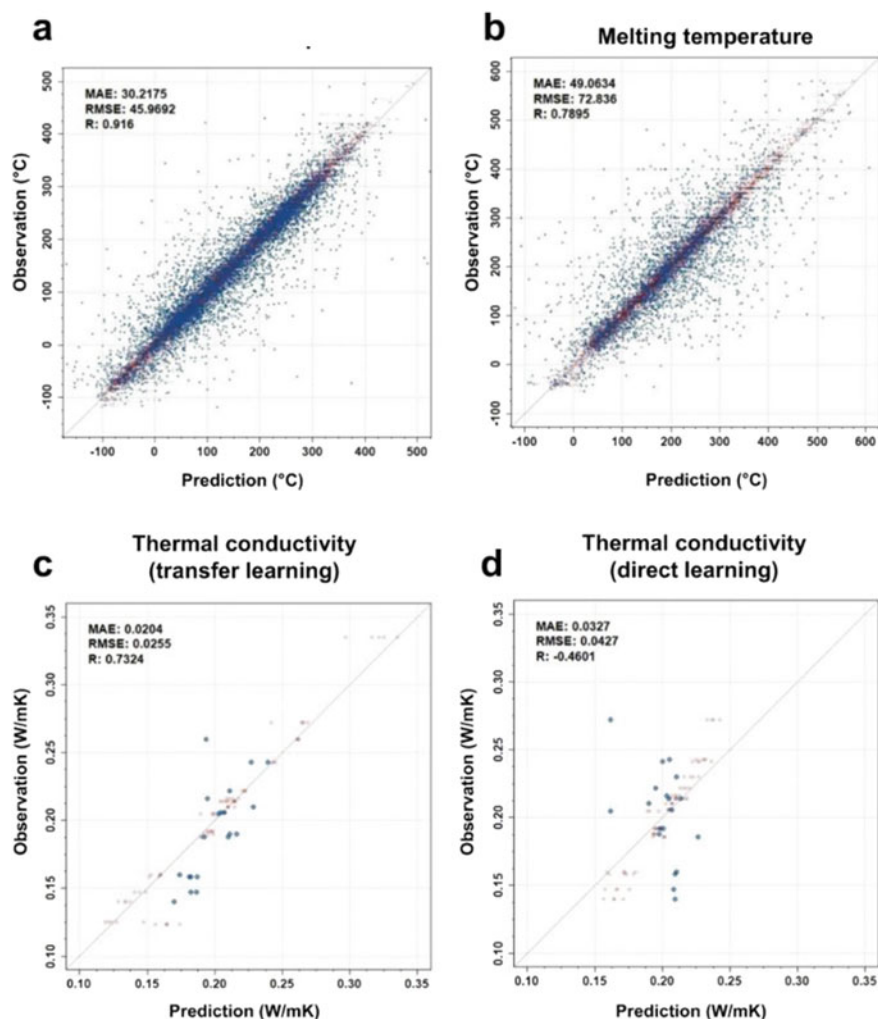 a
MAE: 30.2175
RMSE: 45.9692
R: 0.916
Observation (°C)
500
400
300
200
100
0
-100
-100 0 100 200 300 400 500
Prediction (°C)
b
Melting temperature
MAE: 49.0634
RMSE: 72.836
R: 0.7895
Observation (°C)
600
500
400
300
200
100
0
-100
-100 0 100 200 300 400 500 600
Prediction (°C)
c
Thermal conductivity
(transfer learning)
MAE: 0.0204
RMSE: 0.0255
R: 0.7324
Observation (W/mK)
0.35
0.30
0.25
0.20
0.15
0.10
0.10 0.15 0.20 0.25 0.30 0.35
Prediction (W/mK)
d
Thermal conductivity
(direct learning)
MAE: 0.0327
RMSE: 0.0427
R: -0.4601
Observation (W/mK)
0.35
0.30
0.25
0.20
0.15
0.10
0.10 0.15 0.20 0.25 0.30 0.35
Prediction (W/mK)